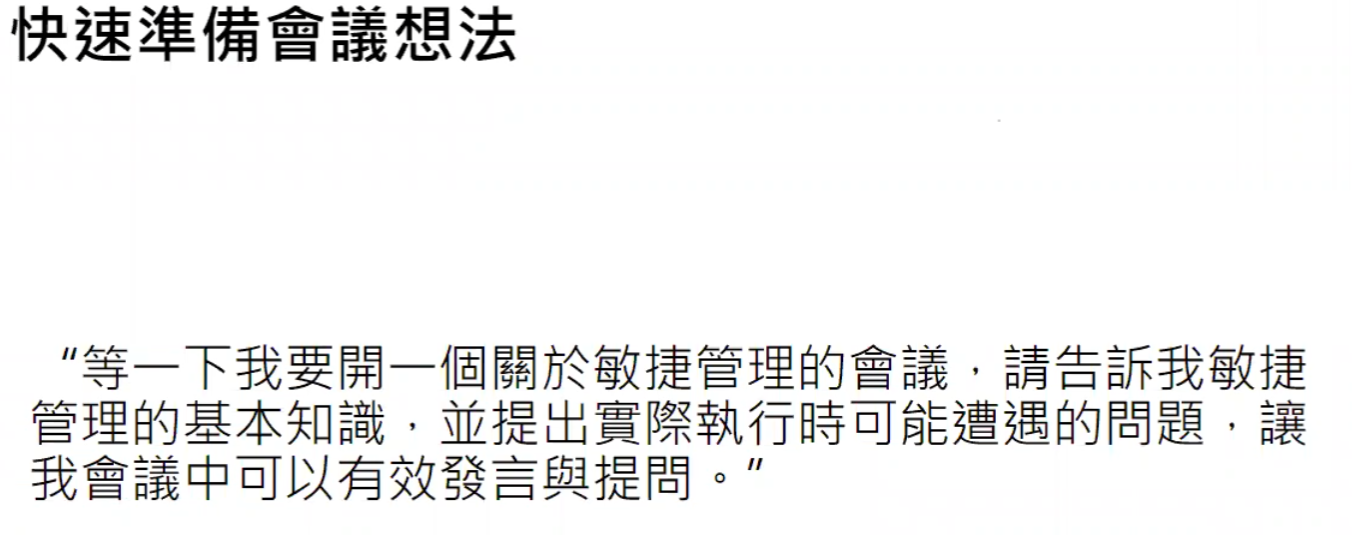 快速準備會議想法
“等一下我要開一個關於敏捷管理的會議，請告訴我敏捷
管理的基本知識，並提出實際執行時可能遭遇的問題，讓
我會議中可以有效發言與提問。”